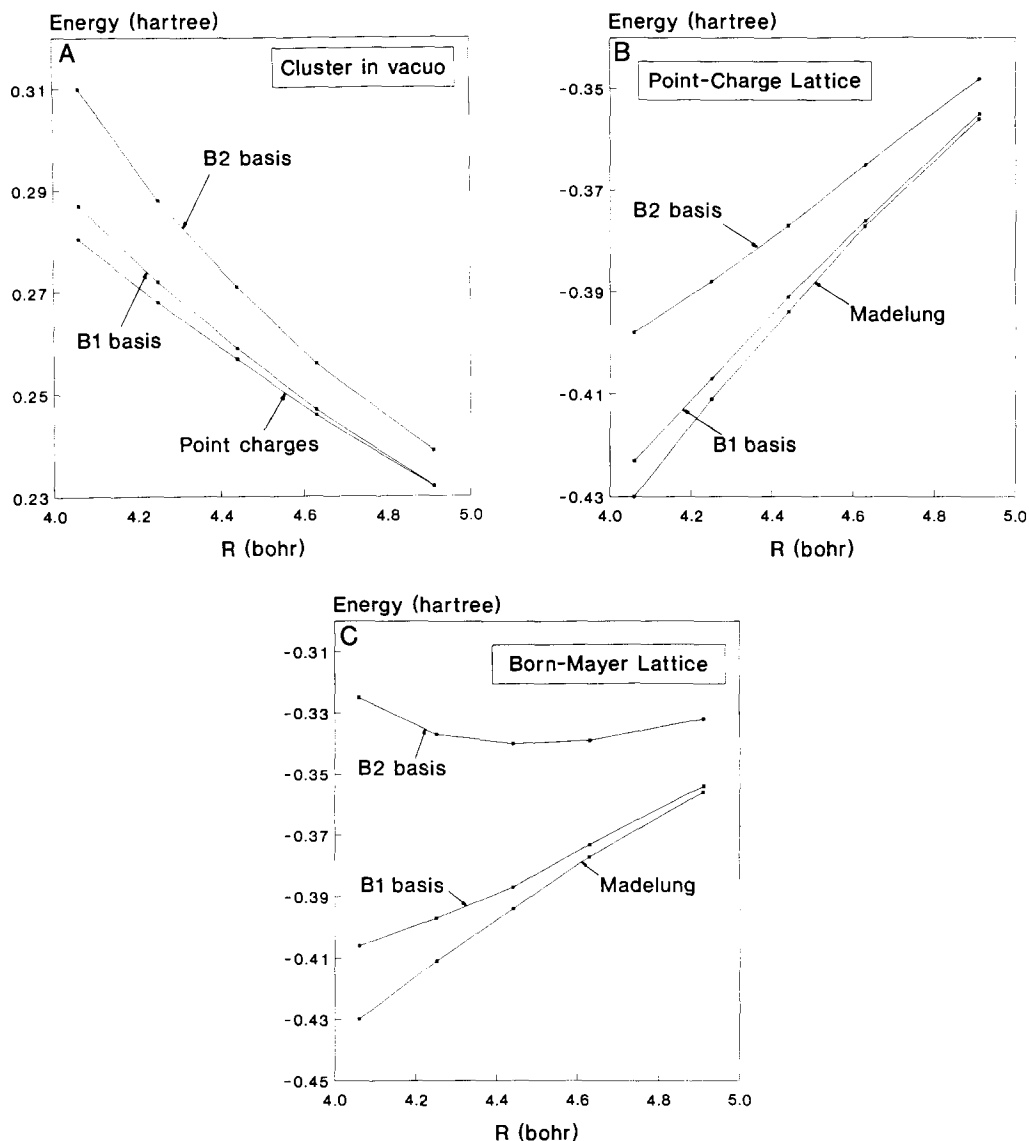 Energy (hartree)
A
Cluster in vacuo
0.31
0.29
0.27
0.25
0.23
B2 basis
B1 basis
Point charges
4.0 4.2 4.4 4.6 4.8 5.0
R (bohr)
Energy (hartree)
B
Point-Charge Lattice
-0.35
-0.37
-0.39
-0.41
-0.43
B2 basis
Madelung
B1 basis
4.0 4.2 4.4 4.6 4.8 5.0
R (bohr)
Energy (hartree)
C
Born-Mayer Lattice
-0.31
-0.33
-0.35
-0.37
-0.39
-0.41
-0.43
-0.45
B2 basis
B1 basis
Madelung
4.0 4.2 4.4 4.6 4.8 5.0
R (bohr)